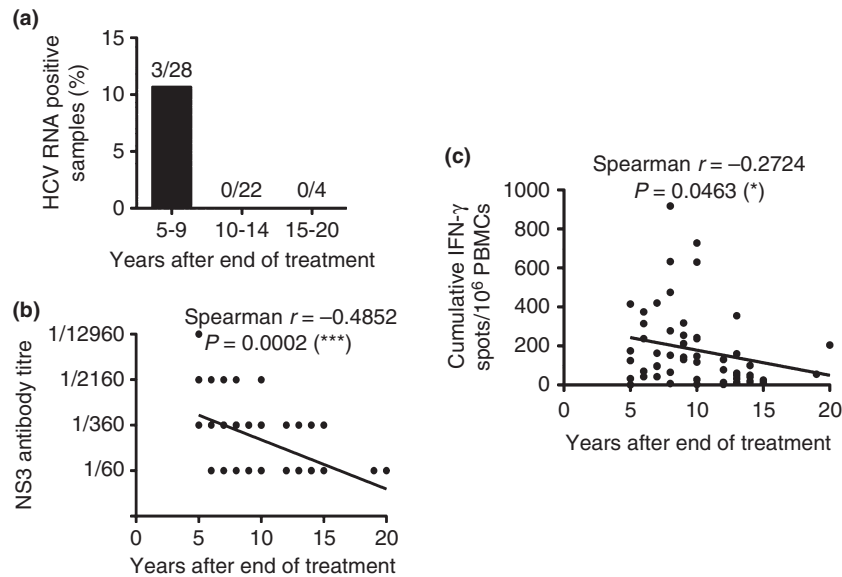 (a)
HCV RNA positive
samples (%)
15
10
5
0
3/28
0/22
0/4
5-9
10-14
15-20
Years after end of treatment
(b)
Spearman r = –0.4852
P = 0.0002 (***)
NS3 antibody titre
1/12960
1/2160
1/360
1/60
0
5
10
15
20
Years after end of treatment
(c)
Spearman r = –0.2724
P = 0.0463 (*)
Cumulative IFN-γ
spots/10⁶ PBMCs
1000
800
600
400
200
0
0
5
10
15
20
Years after end of treatment